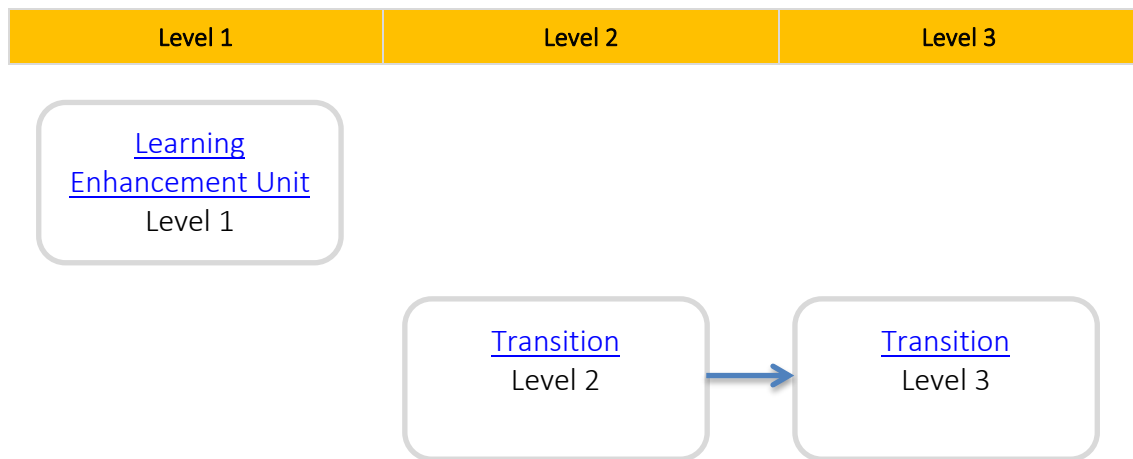 Level 1
Level 2
Level 3
Learning
Enhancement Unit
Level 1
Transition
Level 2
Transition
Level 3